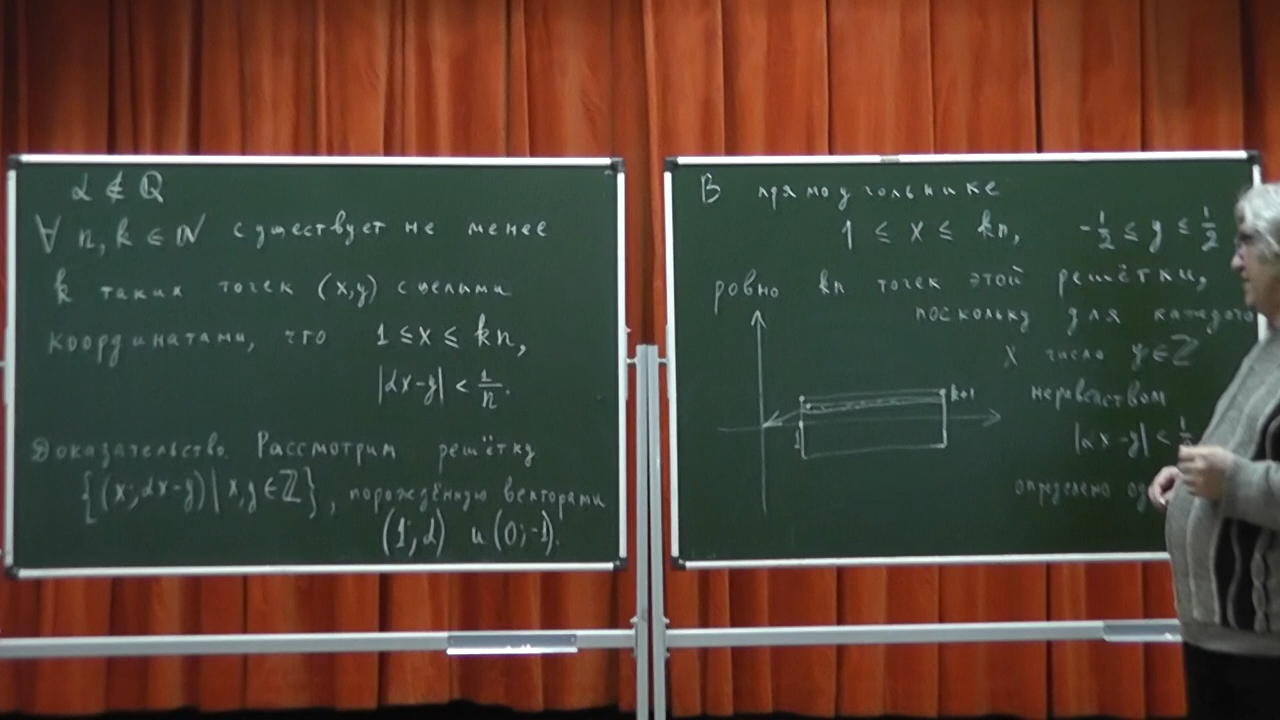 α ∉ ℚ
∀ n, k ∈ ℕ существует не менее
k таких точек (x,y) с целыми
координатами, что 1 ≤ x ≤ kn,
|αx-y| < 1/n.
Доказательство. Рассмотрим решётку
{(x; αx-y) | x,y ∈ ℤ}, порождённую векторами
(1; α) и (0; -1).
В прямоугольнике
1 ≤ x ≤ kn, -1/2 ≤ y ≤ 1/2
ровно kn точек этой решётки,
поскольку для каждого
x число y ∈ ℤ
неравенством
|αx-y| <
определено
k+1
1